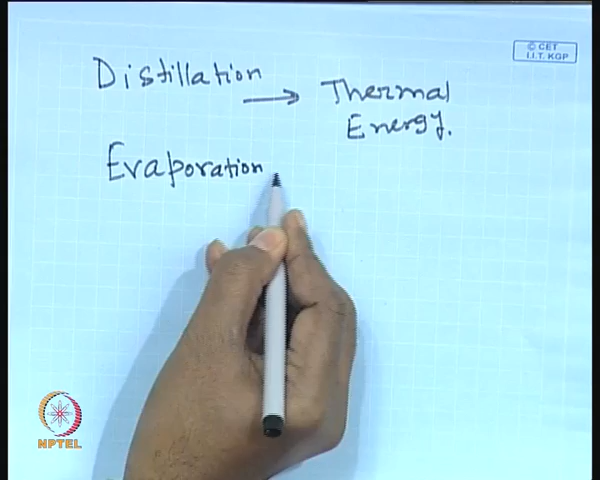 Distillation
→ Thermal
Energy.
Evaporation
© CET
I.I.T. KGP
NPTEL